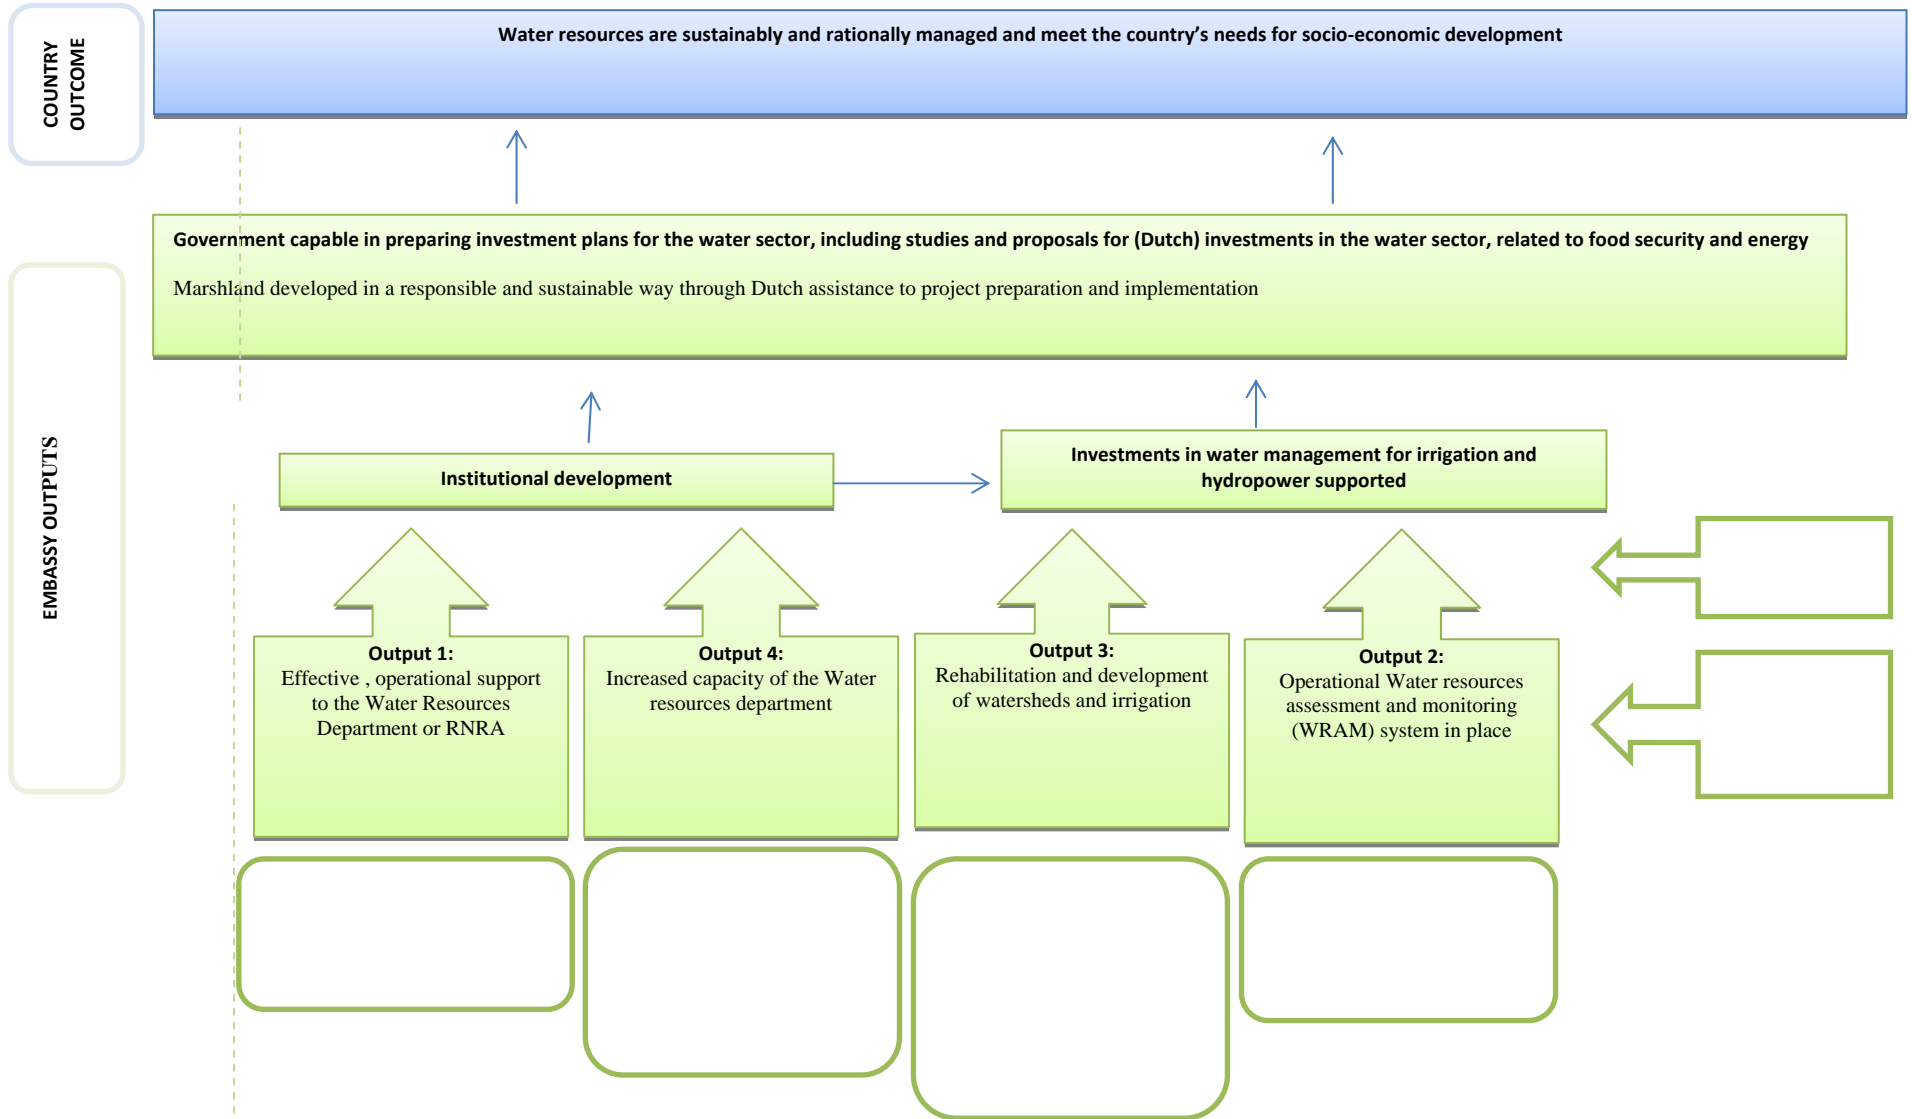 COUNTRY
OUTCOME
Water resources are sustainably and rationally managed and meet the country’s needs for socio-economic development
EMBASSY OUTPUTS
Government capable in preparing investment plans for the water sector, including studies and proposals for (Dutch) investments in the water sector, related to food security and energy
Marshland developed in a responsible and sustainable way through Dutch assistance to project preparation and implementation
Institutional development
Investments in water management for irrigation and
hydropower supported
Output 1:
Effective , operational support
to the Water Resources
Department or RNRA
Output 4:
Increased capacity of the Water
resources department
Output 3:
Rehabilitation and development
of watersheds and irrigation
Output 2:
Operational Water resources
assessment and monitoring
(WRAM) system in place